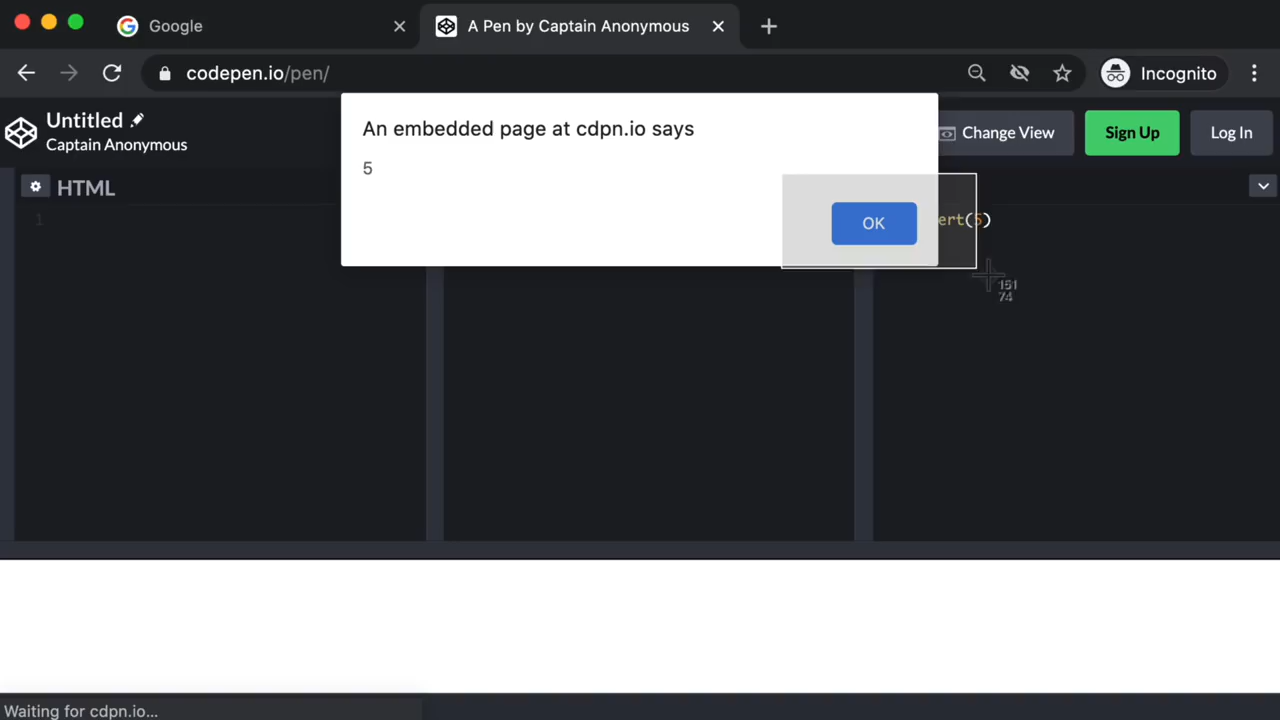 Google
A Pen by Captain Anonymous
codepen.io/pen/
Incognito
An embedded page at cdpn.io says
5
OK
Untitled
Captain Anonymous
Change View
Sign Up
Log In
HTML
1
ert(5)
151
74
Waiting for cdpn.io...